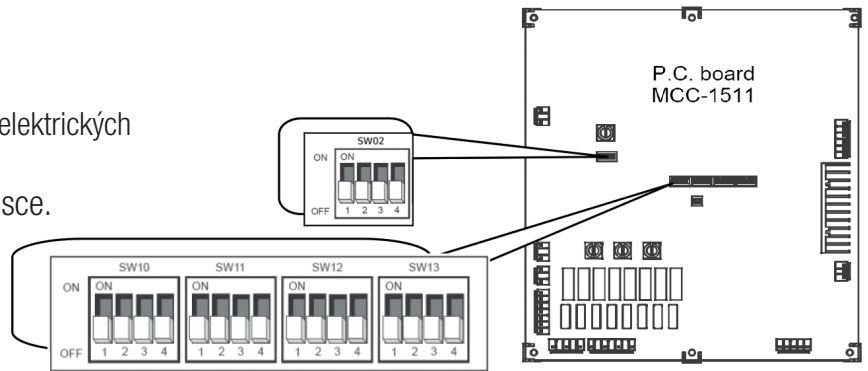 P.C. board
MCC-1511
elektrických
sce.
SW02
ON
ON
1 2 3 4
OFF
SW10 SW11 SW12 SW13
ON
ON ON ON ON
OFF
1 2 3 4 1 2 3 4 1 2 3 4 1 2 3 4